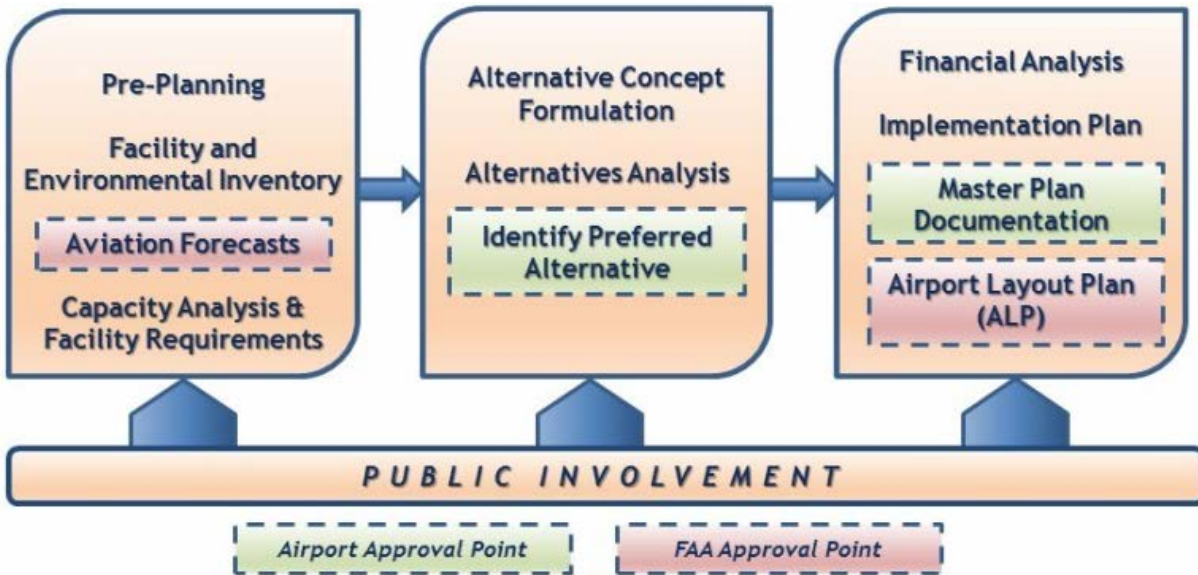 Pre-Planning
Facility and
Environmental Inventory
Aviation Forecasts
Capacity Analysis &
Facility Requirements
Alternative Concept
Formulation
Alternatives Analysis
Identify Preferred
Alternative
Financial Analysis
Implementation Plan
Master Plan
Documentation
Airport Layout Plan
(ALP)
PUBLIC INVOLVEMENT
Airport Approval Point
FAA Approval Point